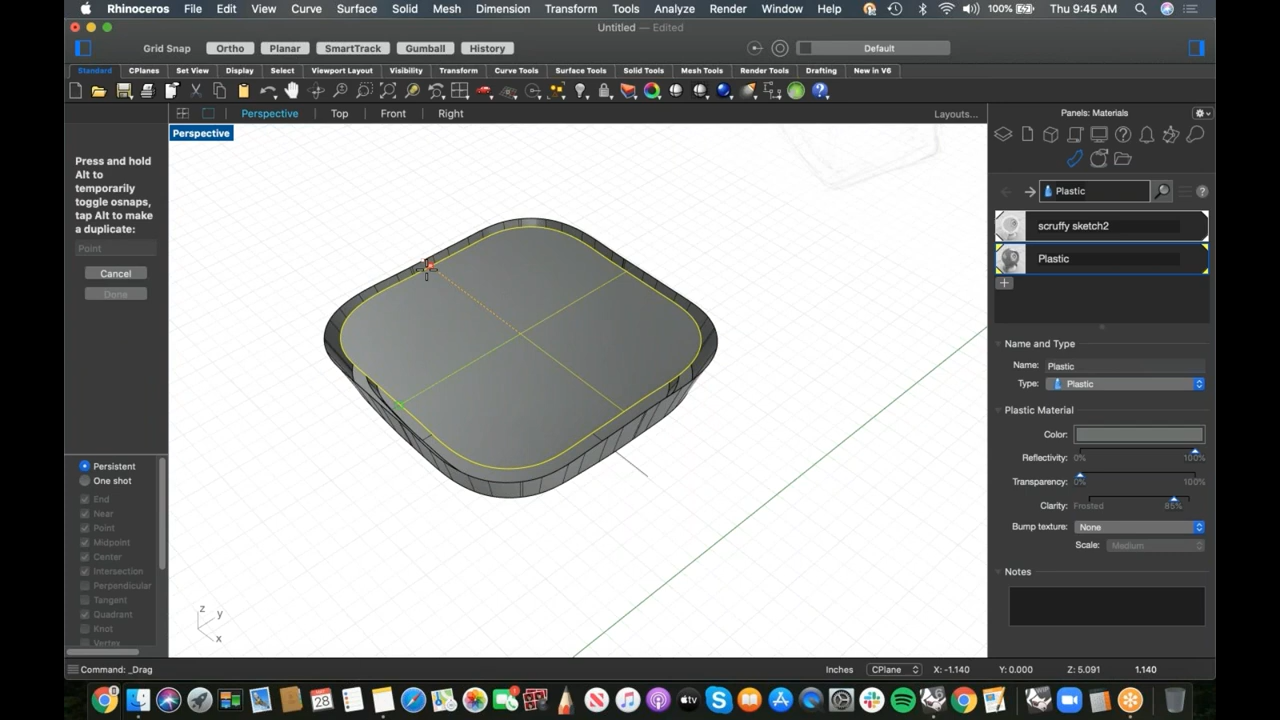 Rhinoceros File Edit View Curve Surface Solid Mesh Dimension Transform Tools Analyze Render Window Help 100% Thu 9:45 AM
Untitled — Edited
Grid Snap Ortho Planar SmartTrack Gumball History Default
Standard CPlanes Set View Display Select Viewport Layout Visibility Transform Curve Tools Surface Tools Solid Tools Mesh Tools Render Tools Drafting New in V6
Perspective Top Front Right Layouts... Panels: Materials
Perspective
Press and hold
Alt to
temporarily
toggle osnaps,
tap Alt to make
a duplicate:
Point
Cancel
Done
Plastic
scruffy sketch2
Plastic
Name and Type
Name: Plastic
Type: Plastic
Plastic Material
Color:
Reflectivity: 0% 100%
Transparency: 0% 100%
Clarity: Frosted 85%
Bump texture: None
Scale: Medium
Notes
Persistent
One shot
End
Near
Point
Midpoint
Center
Intersection
Perpendicular
Tangent
Quadrant
Knot
Vertex
z y
x
Command: _Drag Inches CPlane X: -1.140 Y: 0.000 Z: 5.091 1.140
28
tv